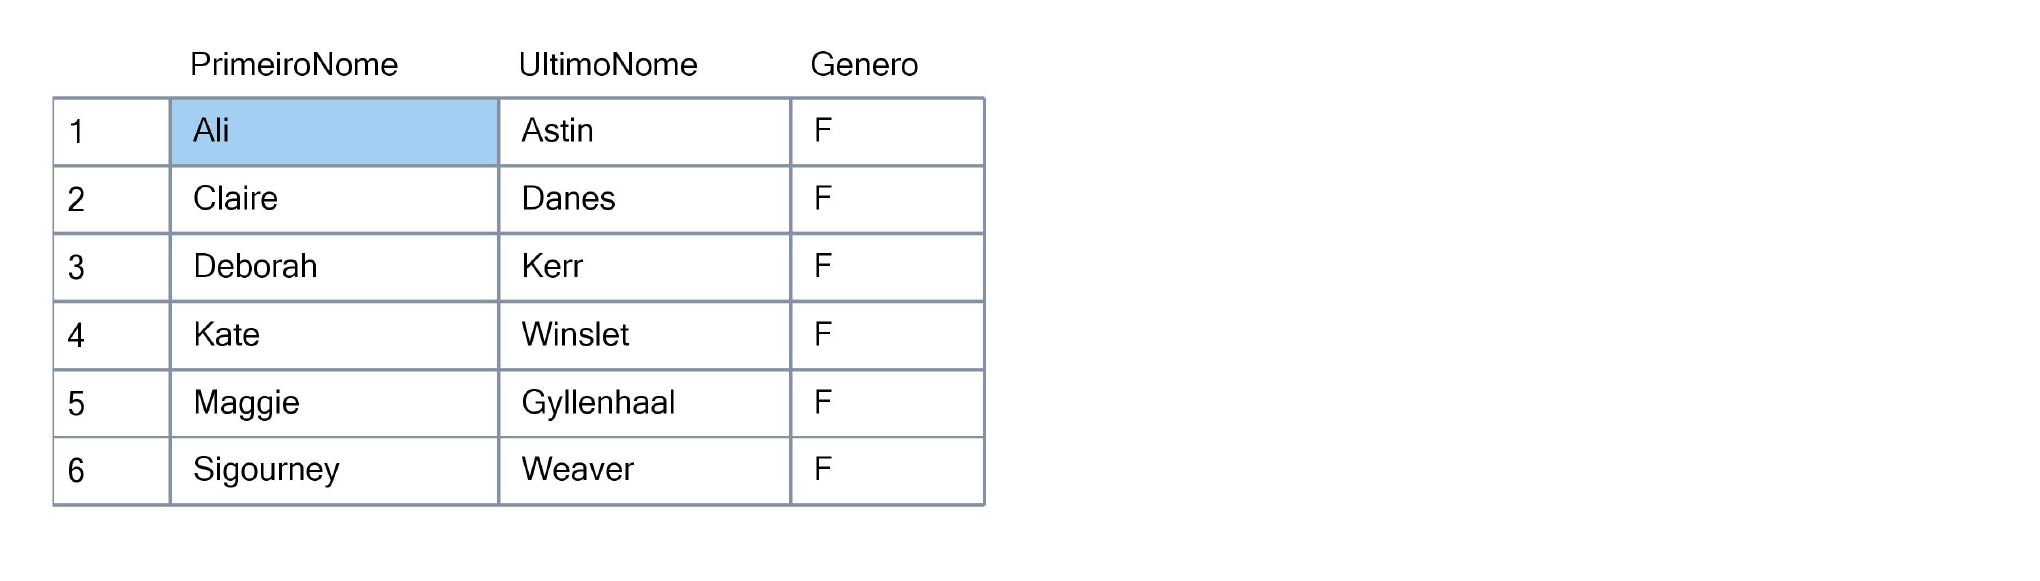 PrimeiroNome UltimoNome Genero
1 Ali Astin F
2 Claire Danes F
3 Deborah Kerr F
4 Kate Winslet F
5 Maggie Gyllenhaal F
6 Sigourney Weaver F